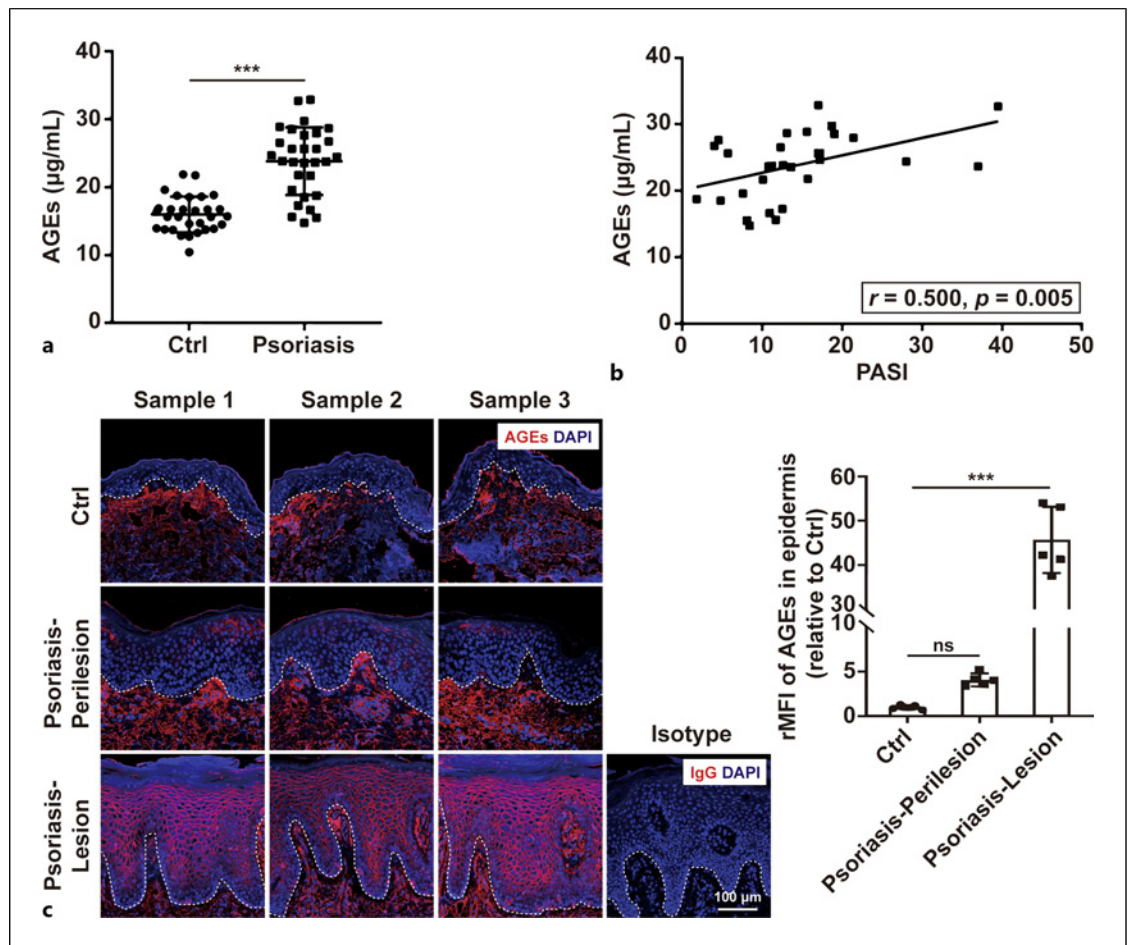 40
30
20
10
0
AGEs (µg/mL)
***
Ctrl Psoriasis
a
40
30
20
10
0
AGEs (µg/mL)
r = 0.500, p = 0.005
0 10 20 30 40 50
PASI
b
Sample 1 Sample 2 Sample 3
AGEs DAPI
Ctrl
Psoriasis-
Perilesion
Psoriasis-
Lesion
Isotype
IgG DAPI
100 µm
c
rMFI of AGEs in epidermis
(relative to Ctrl)
60
50
40
30
10
5
0
***
ns
Ctrl
Psoriasis-Perilesion
Psoriasis-Lesion